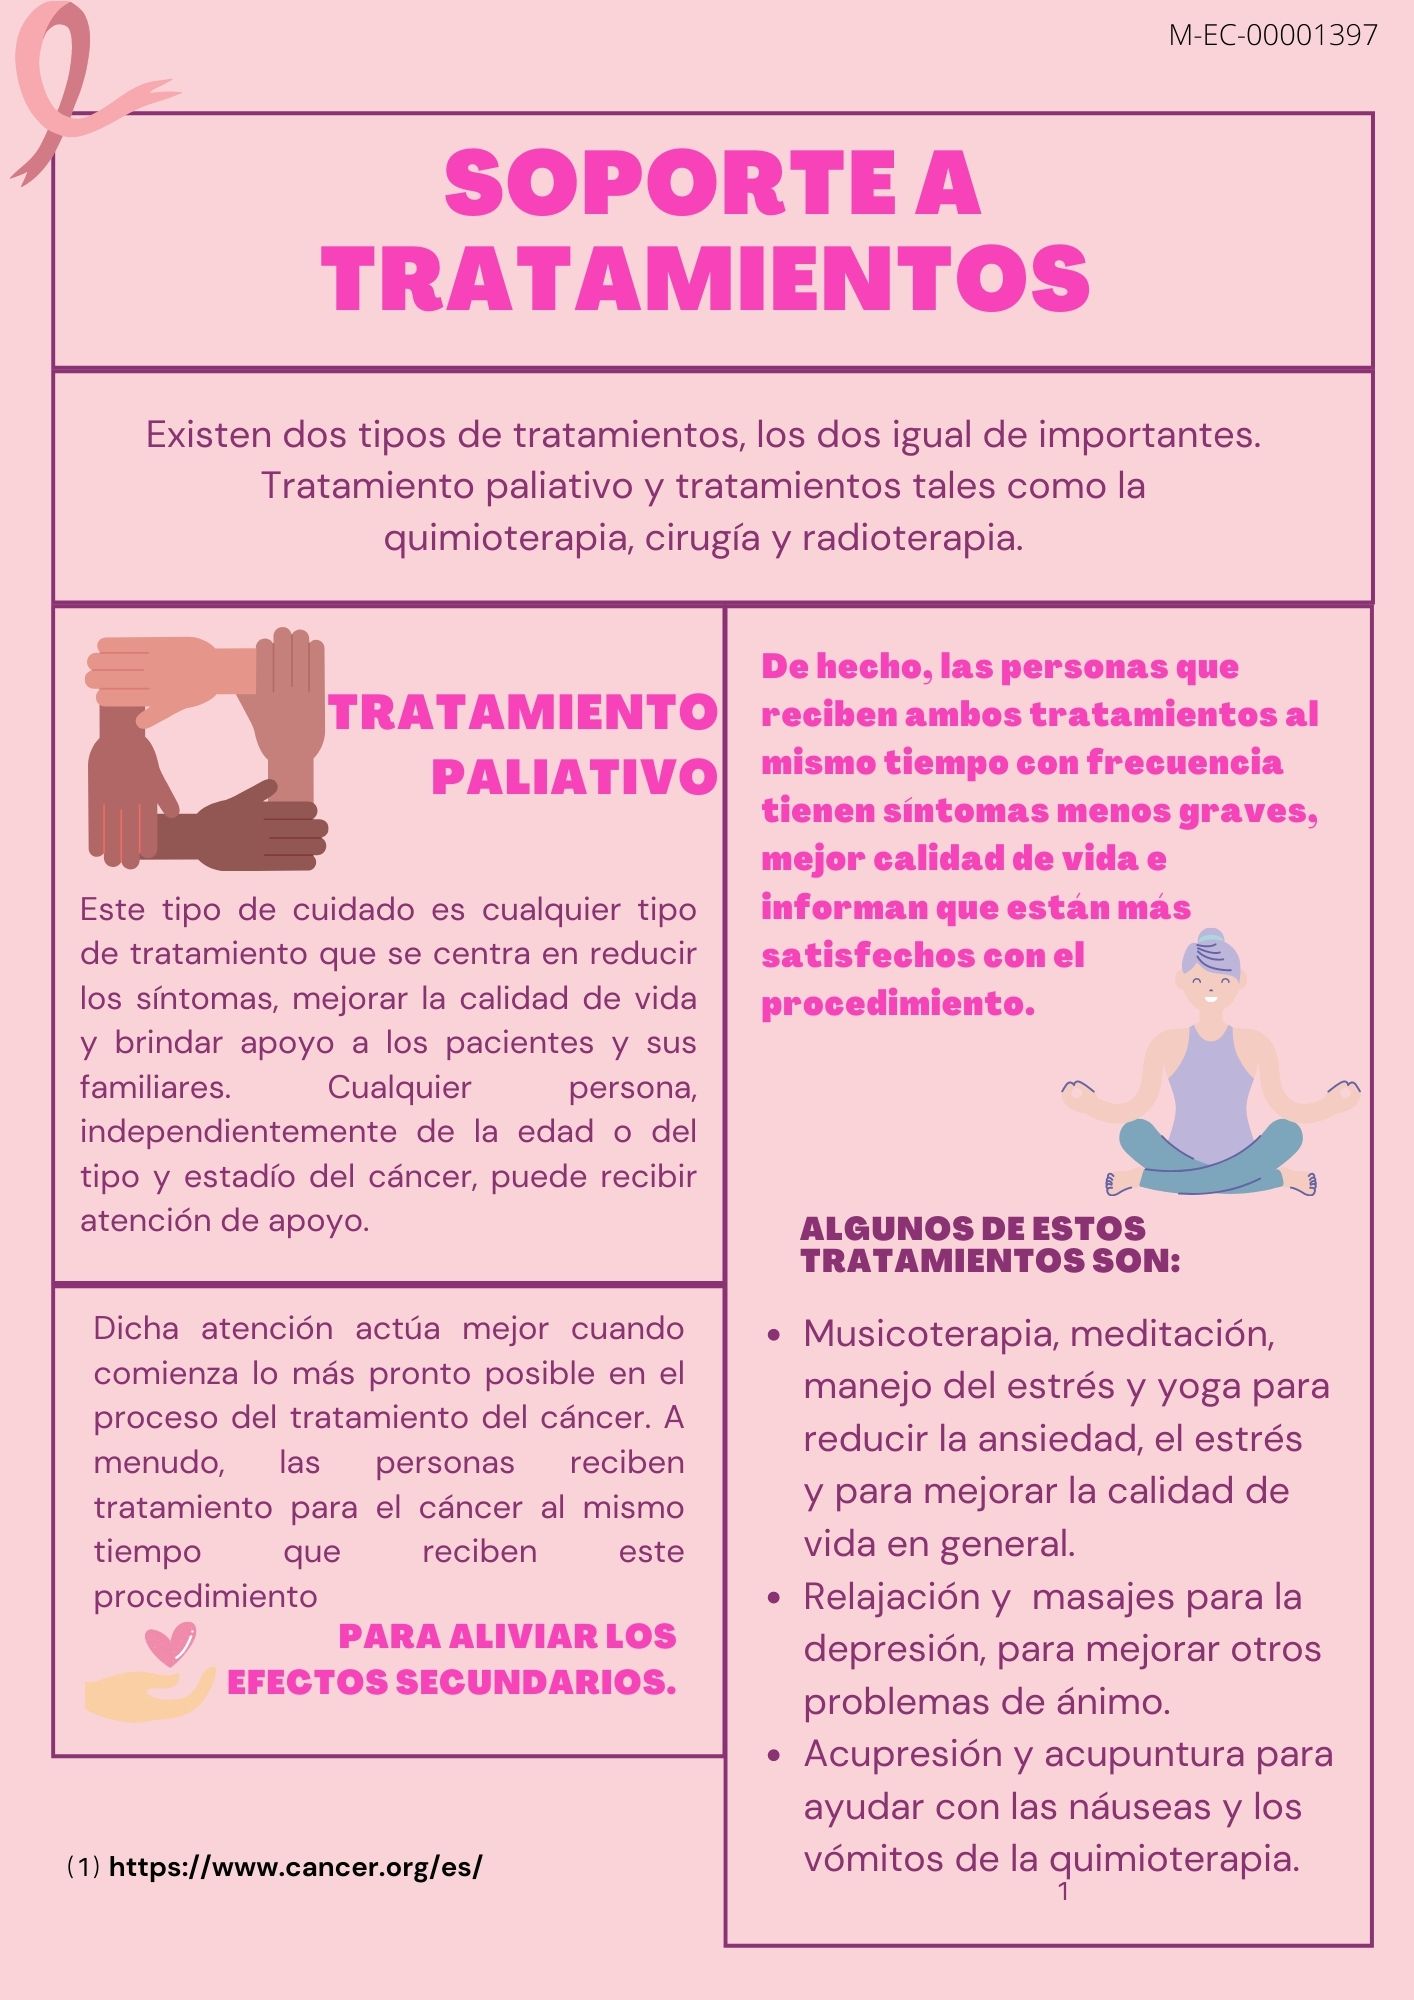 M-EC-00001397
SOPORTE A
TRATAMIENTOS
Existen dos tipos de tratamientos, los dos igual de importantes.
Tratamiento paliativo y tratamientos tales como la
quimioterapia, cirugía y radioterapia.
TRATAMIENTO
PALIATIVO
Este tipo de cuidado es cualquier tipo
de tratamiento que se centra en reducir
los síntomas, mejorar la calidad de vida
y brindar apoyo a los pacientes y sus
familiares. Cualquier persona,
independientemente de la edad o del
tipo y estadío del cáncer, puede recibir
atención de apoyo.
Dicha atención actúa mejor cuando
comienza lo más pronto posible en el
proceso del tratamiento del cáncer. A
menudo, las personas reciben
tratamiento para el cáncer al mismo
tiempo que reciben este
procedimiento
PARA ALIVIAR LOS
EFECTOS SECUNDARIOS.
De hecho, las personas que
reciben ambos tratamientos al
mismo tiempo con frecuencia
tienen síntomas menos graves,
mejor calidad de vida e
informan que están más
satisfechos con el
procedimiento.
ALGUNOS DE ESTOS
TRATAMIENTOS SON:
• Musicoterapia, meditación,
manejo del estrés y yoga para
reducir la ansiedad, el estrés
y para mejorar la calidad de
vida en general.
• Relajación y  masajes para la
depresión, para mejorar otros
problemas de ánimo.
• Acupresión y acupuntura para
ayudar con las náuseas y los
vómitos de la quimioterapia.
1
(1) https://www.cancer.org/es/